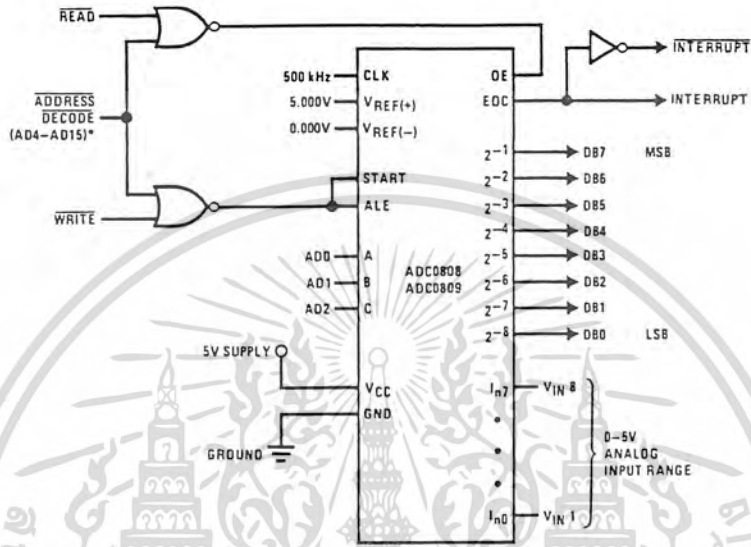 READ
ADDRESS
DECODE
(AD4–AD15)*
WRITE
500 kHz
5.000V
0.000V
CLK
VREF(+)
VREF(−)
START
ALE
AD0 A
AD1 B
AD2 C
5V SUPPLY
VCC
GND
GROUND
ADC0808
ADC0809
OE
EOC
INTERRUPT
INTERRUPT
2−1 DB7 MSB
2−2 DB6
2−3 DB5
2−4 DB4
2−5 DB3
2−6 DB2
2−7 DB1
2−8 DB0 LSB
In7 VIN 8
0–5V
ANALOG
INPUT RANGE
In0 VIN 1